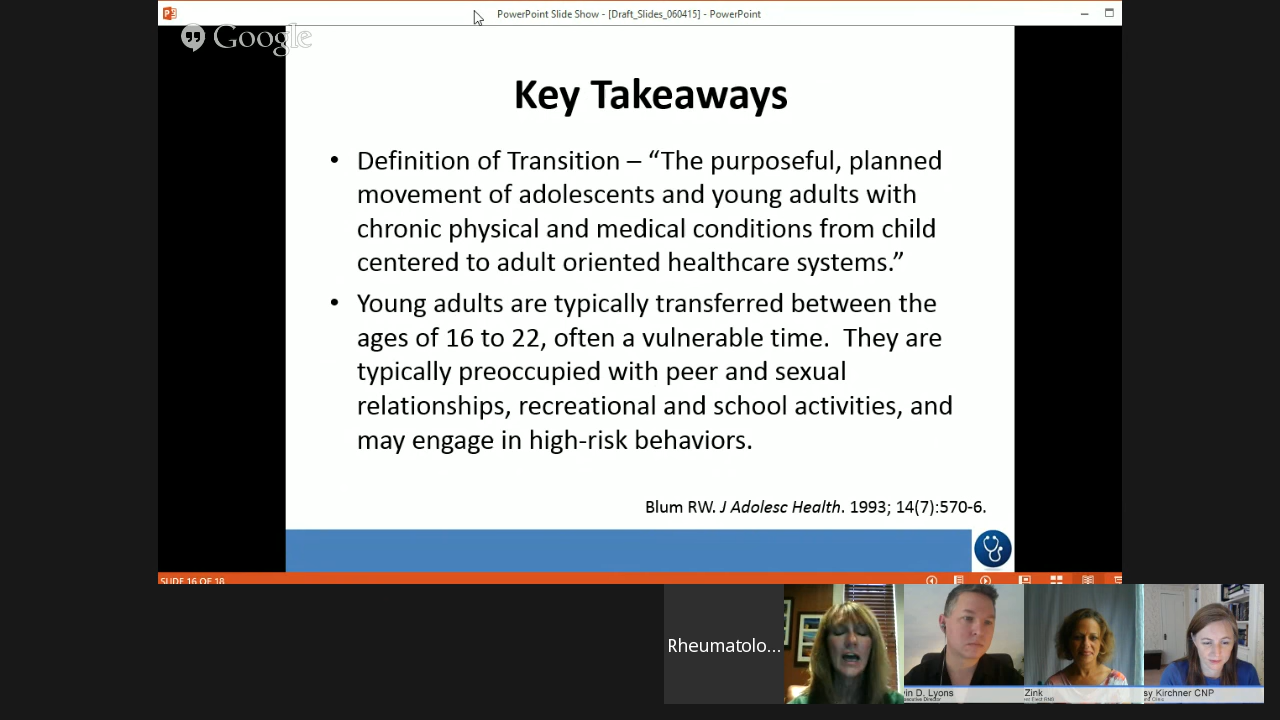 PowerPoint Slide Show - [Draft_Slides_060415] - PowerPoint
Google
Key Takeaways
• Definition of Transition – “The purposeful, planned
movement of adolescents and young adults with
chronic physical and medical conditions from child
centered to adult oriented healthcare systems.”
• Young adults are typically transferred between the
ages of 16 to 22, often a vulnerable time.  They are
typically preoccupied with peer and sexual
relationships, recreational and school activities, and
may engage in high-risk behaviors.
Blum RW. J Adolesc Health. 1993; 14(7):570-6.
SLIDE 16 OF 18
Rheumatolo...
vin D. Lyons
Zink
sy Kirchner CNP